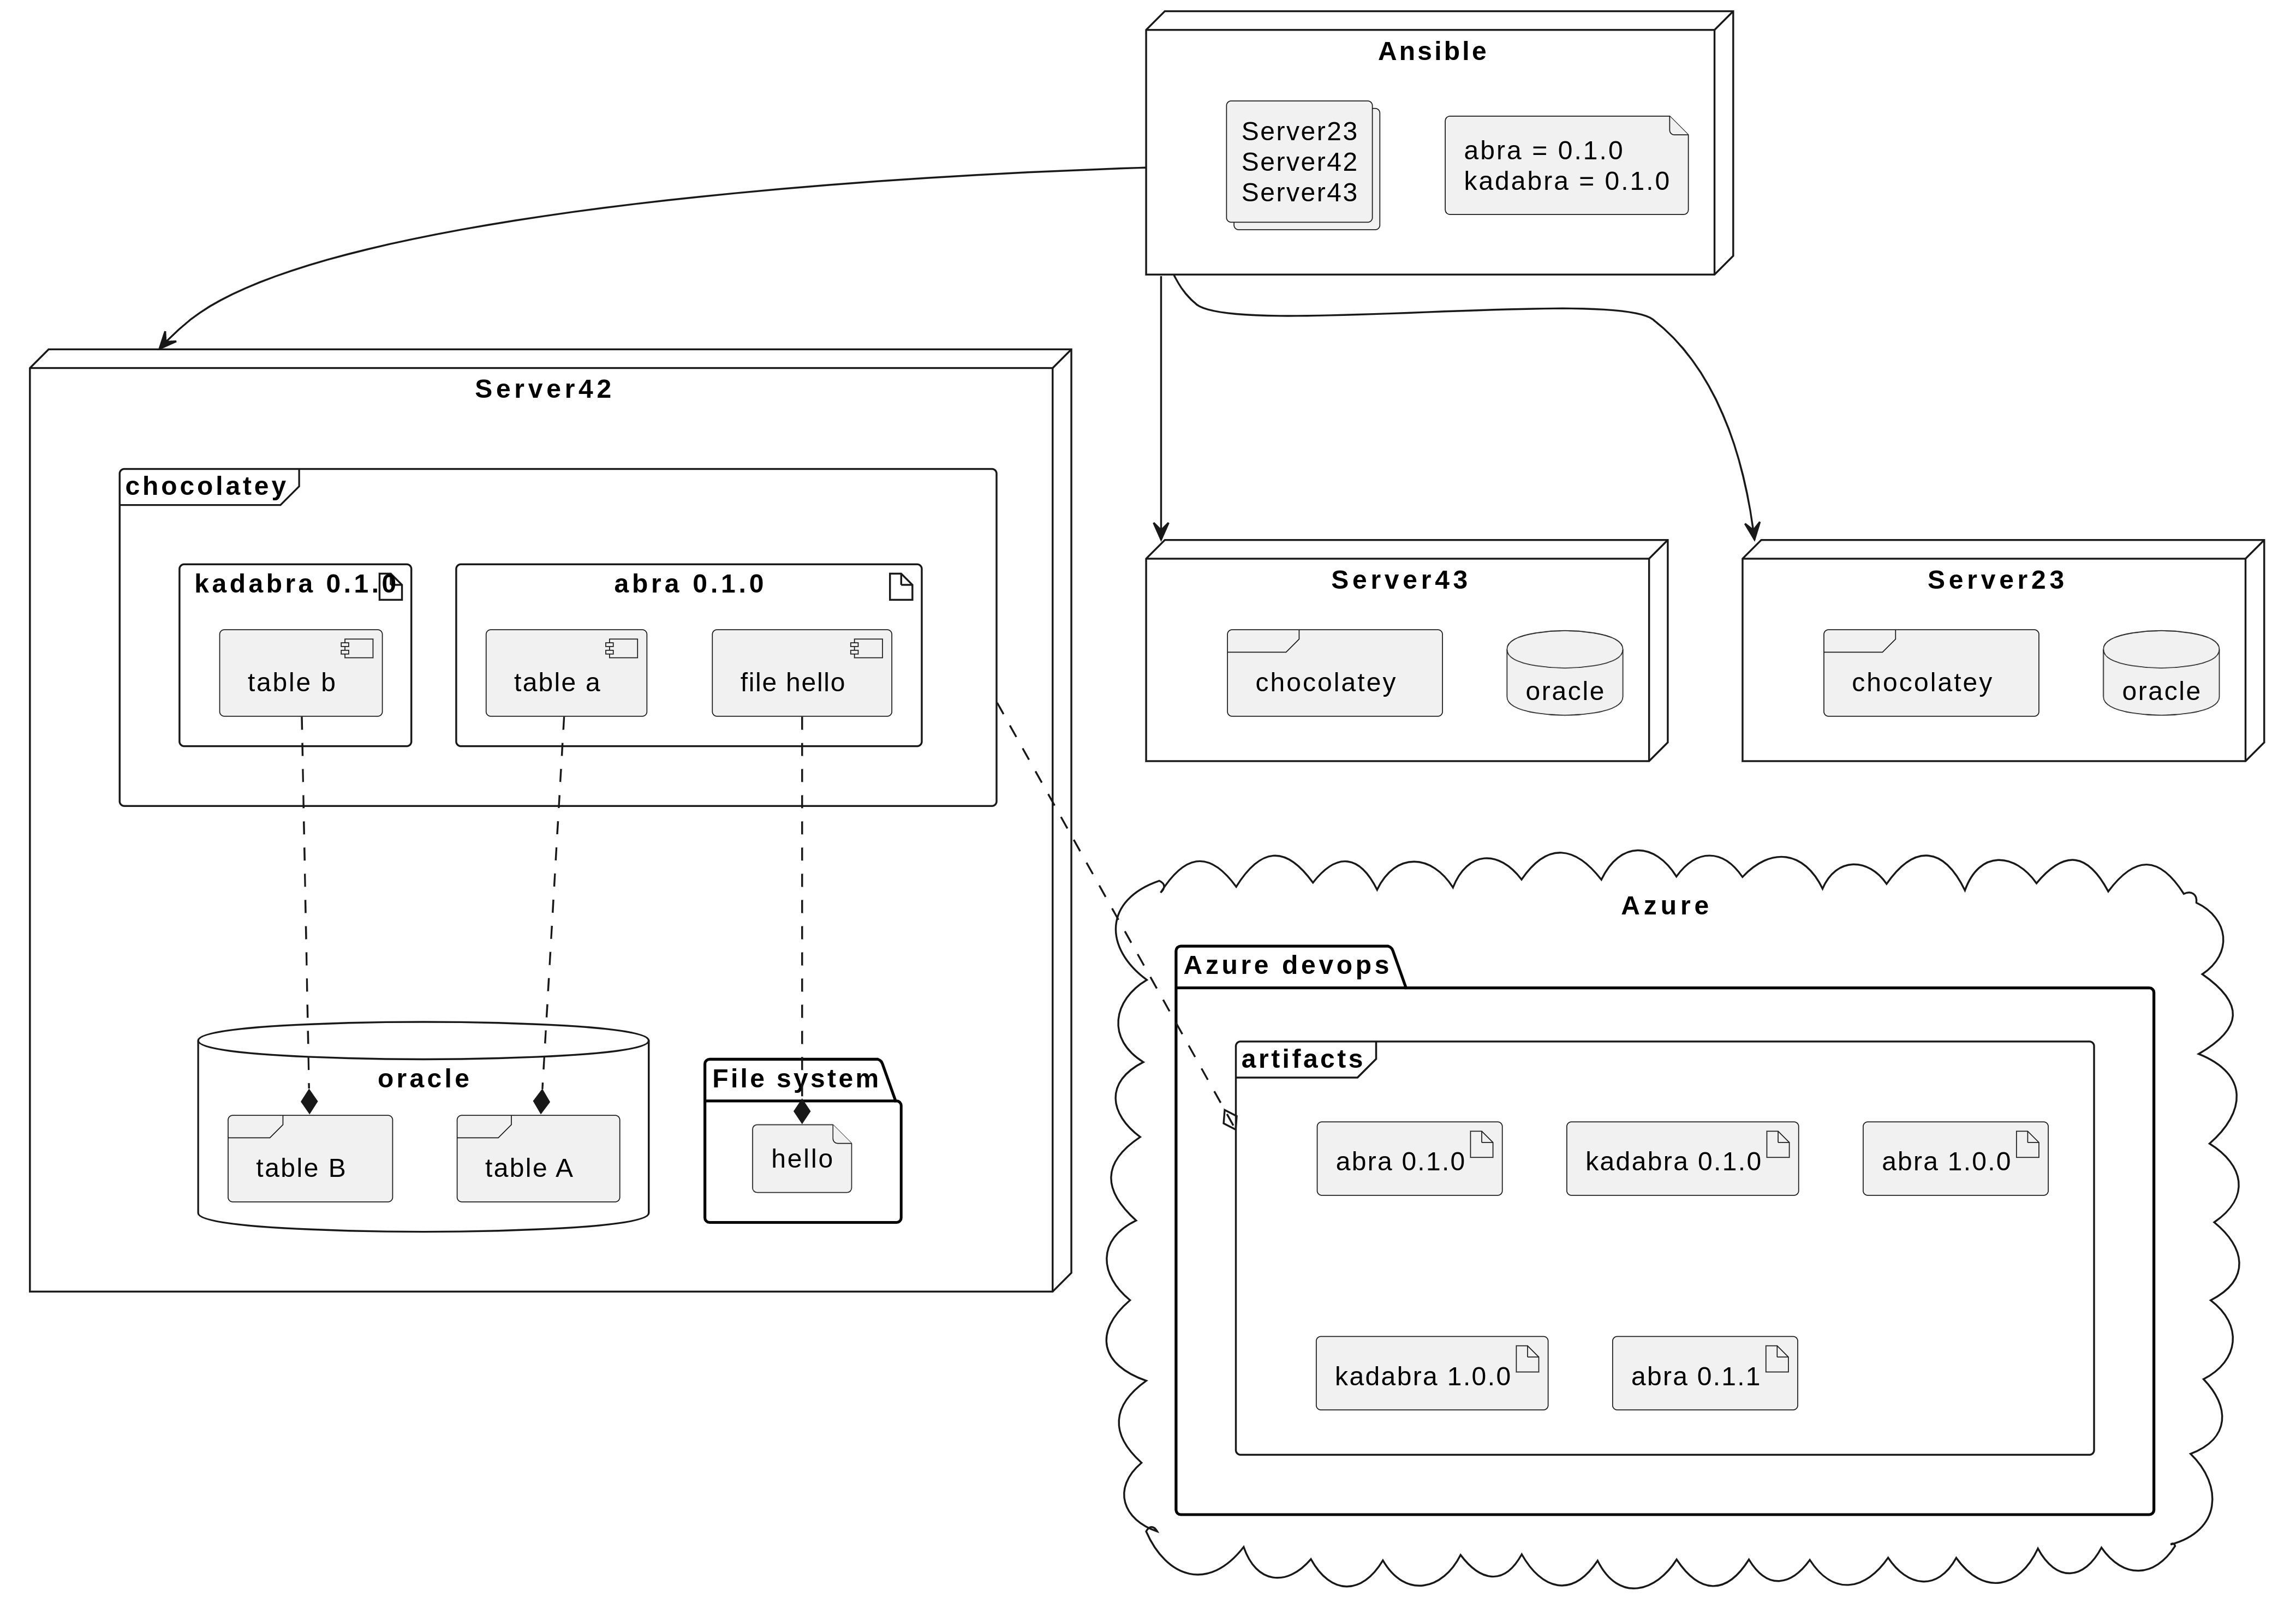 Ansible
Server23
Server42
Server43
abra = 0.1.0
kadabra = 0.1.0
Server42
chocolatey
kadabra 0.1.0
abra 0.1.0
table b
table a
file hello
oracle
table B
table A
File system
hello
Server43
chocolatey
oracle
Server23
chocolatey
oracle
Azure
Azure devops
artifacts
abra 0.1.0
kadabra 0.1.0
abra 1.0.0
kadabra 1.0.0
abra 0.1.1